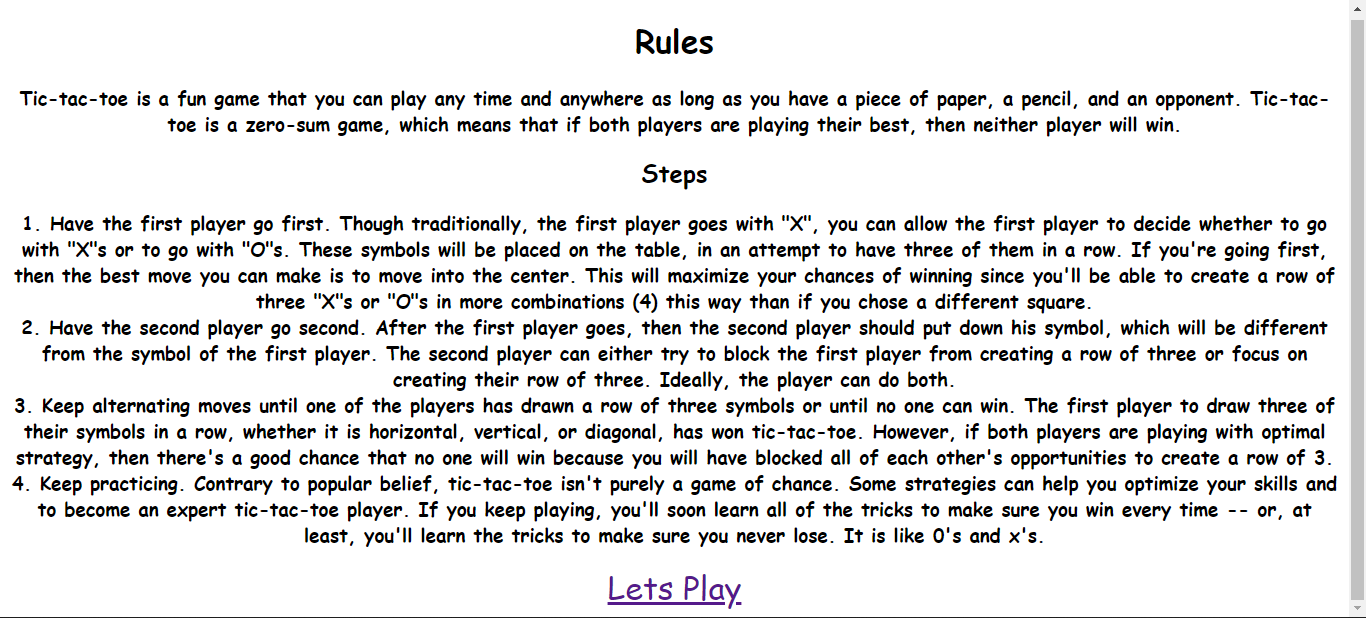 Rules
Tic-tac-toe is a fun game that you can play any time and anywhere as long as you have a piece of paper, a pencil, and an opponent. Tic-tac-
toe is a zero-sum game, which means that if both players are playing their best, then neither player will win.
Steps
1. Have the first player go first. Though traditionally, the first player goes with "X", you can allow the first player to decide whether to go
with "X"s or to go with "O"s. These symbols will be placed on the table, in an attempt to have three of them in a row. If you're going first,
then the best move you can make is to move into the center. This will maximize your chances of winning since you'll be able to create a row of
three "X"s or "O"s in more combinations (4) this way than if you chose a different square.
2. Have the second player go second. After the first player goes, then the second player should put down his symbol, which will be different
from the symbol of the first player. The second player can either try to block the first player from creating a row of three or focus on
creating their row of three. Ideally, the player can do both.
3. Keep alternating moves until one of the players has drawn a row of three symbols or until no one can win. The first player to draw three of
their symbols in a row, whether it is horizontal, vertical, or diagonal, has won tic-tac-toe. However, if both players are playing with optimal
strategy, then there's a good chance that no one will win because you will have blocked all of each other's opportunities to create a row of 3.
4. Keep practicing. Contrary to popular belief, tic-tac-toe isn't purely a game of chance. Some strategies can help you optimize your skills and
to become an expert tic-tac-toe player. If you keep playing, you'll soon learn all of the tricks to make sure you win every time -- or, at
least, you'll learn the tricks to make sure you never lose. It is like 0's and x's.
Lets Play